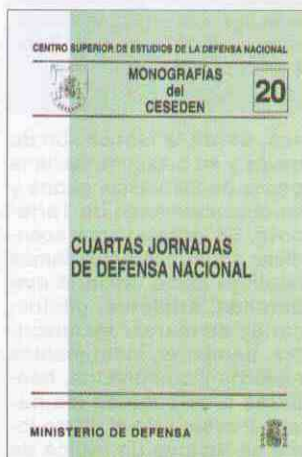 CENTRO SUPERIOR DE ESTUDIOS DE LA DEFENSA NACIONAL
MONOGRAFÍAS
del
CESEDEN
20
CUARTAS JORNADAS
DE DEFENSA NACIONAL
MINISTERIO DE DEFENSA